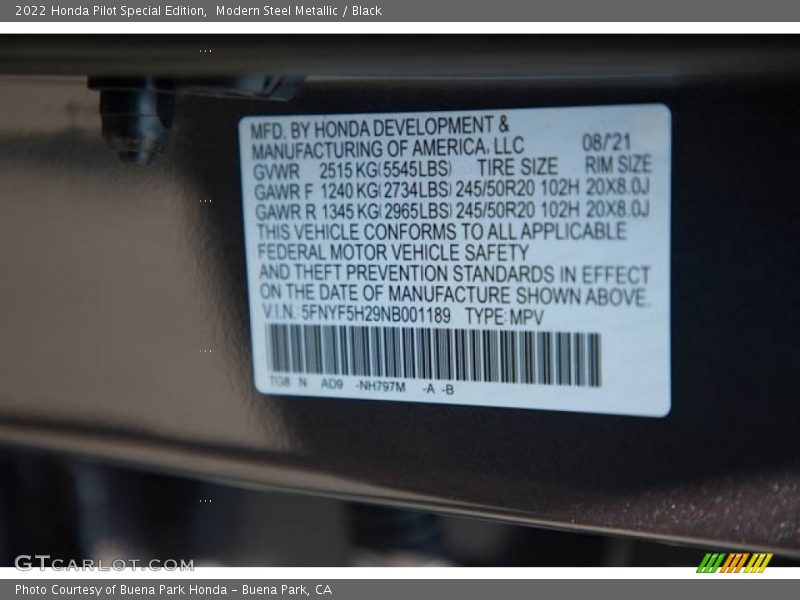 2022 Honda Pilot Special Edition,  Modern Steel Metallic / Black
MFD. BY HONDA DEVELOPMENT &
MANUFACTURING OF AMERICA, LLC 08/21
GVWR 2515 KG(5545LBS) TIRE SIZE RIM SIZE
GAWR F 1240 KG(2734LBS) 245/50R20 102H 20X8.0J
GAWR R 1345 KG(2965LBS) 245/50R20 102H 20X8.0J
THIS VEHICLE CONFORMS TO ALL APPLICABLE
FEDERAL MOTOR VEHICLE SAFETY
AND THEFT PREVENTION STANDARDS IN EFFECT
ON THE DATE OF MANUFACTURE SHOWN ABOVE.
V.I.N.: 5FNYF5H29NB001189 TYPE: MPV
TG8 N AD9 -NH797M -A -B
GTcarlot.com
Photo Courtesy of Buena Park Honda - Buena Park, CA